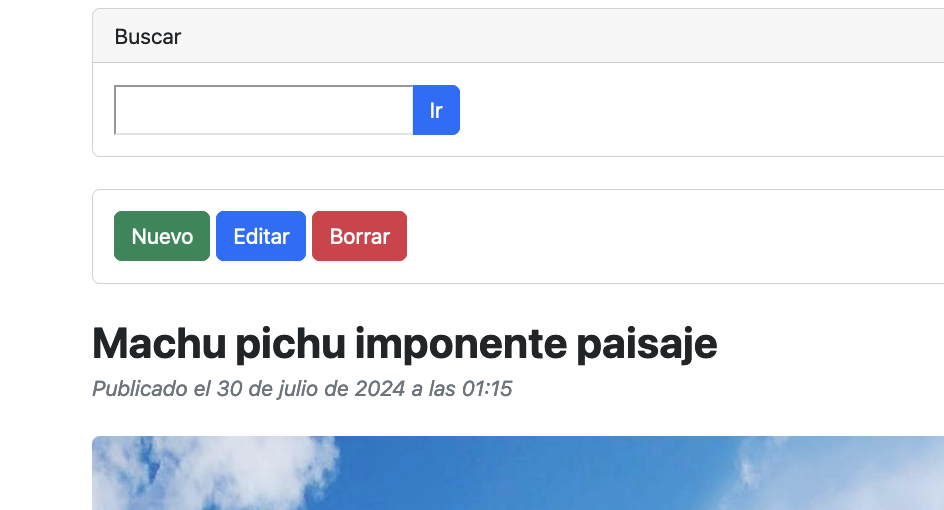 Buscar
Ir
Nuevo Editar Borrar
Machu pichu imponente paisaje
Publicado el 30 de julio de 2024 a las 01:15